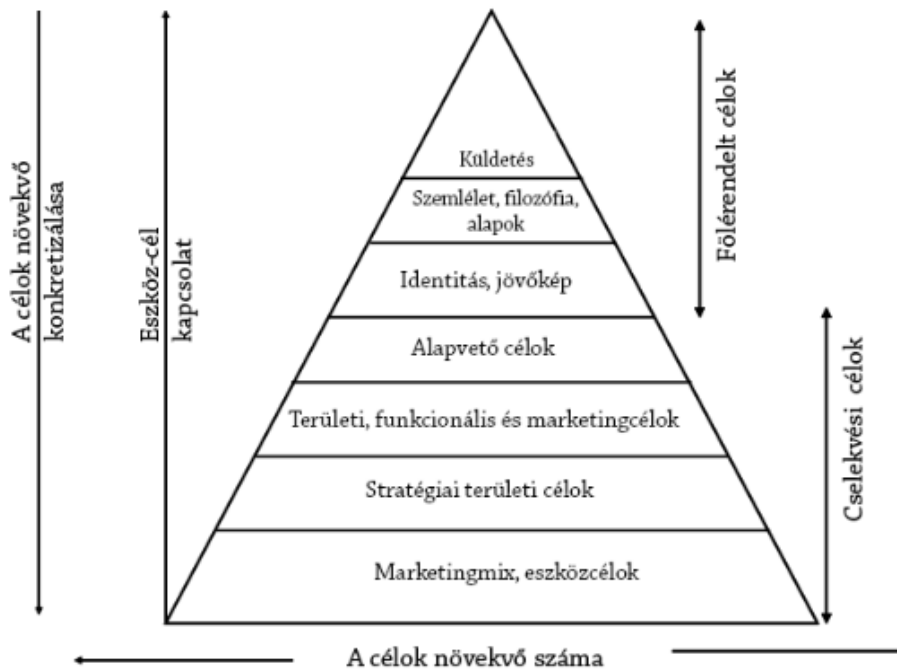 A célok növekvő
konkretizálása
Eszköz-cél
kapcsolat
Küldetés
Szemlélet, filozófia,
alapok
Identitás, jövőkép
Alapvető célok
Területi, funkcionális és marketingcélok
Stratégiai területi célok
Marketingmix, eszközcélok
Fölérendelt célok
Cselekvési célok
A célok növekvő száma